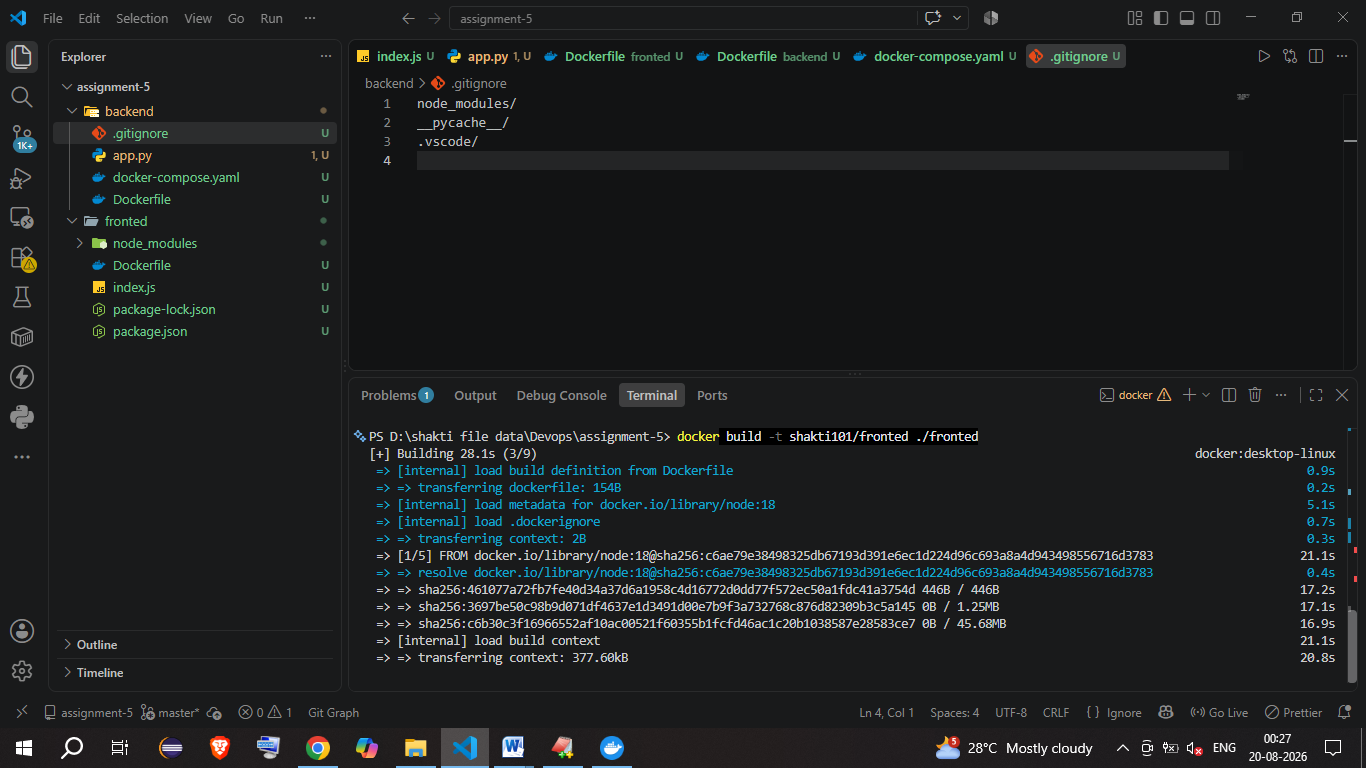 File Edit Selection View Go Run ··· assignment-5
Explorer ···
assignment-5
backend
.gitignore U
app.py 1, U
docker-compose.yaml U
Dockerfile U
fronted
node_modules
Dockerfile U
index.js U
package-lock.json U
package.json U
Outline
Timeline
1K+
index.js U app.py 1, U Dockerfile fronted U Dockerfile backend U docker-compose.yaml U .gitignore U
backend > .gitignore
1 node_modules/
2 __pycache__/
3 .vscode/
4
Problems 1 Output Debug Console Terminal Ports docker
PS D:\shakti file data\Devops\assignment-5> docker build -t shakti101/fronted ./fronted
[+] Building 28.1s (3/9) docker:desktop-linux
=> [internal] load build definition from Dockerfile 0.9s
=> => transferring dockerfile: 154B 0.2s
=> [internal] load metadata for docker.io/library/node:18 5.1s
=> [internal] load .dockerignore 0.7s
=> => transferring context: 2B 0.3s
=> [1/5] FROM docker.io/library/node:18@sha256:c6ae79e38498325db67193d391e6ec1d224d96c693a8a4d943498556716d3783 21.1s
=> => resolve docker.io/library/node:18@sha256:c6ae79e38498325db67193d391e6ec1d224d96c693a8a4d943498556716d3783 0.4s
=> => sha256:461077a72fb7fe40d34a37d6a1958c4d16772d0dd77f572ec50a1fdc41a3754d 446B / 446B 17.2s
=> => sha256:3697be50c98b9d071df4637e1d3491d00e7b9f3a732768c876d82309b3c5a145 0B / 1.25MB 17.1s
=> => sha256:c6b30c3f16966552af10ac00521f60355b1fcfd46ac1c20b1038587e28583ce7 0B / 45.68MB 16.9s
=> [internal] load build context 21.1s
=> => transferring context: 377.60kB 20.8s
assignment-5 master* 0 1 Git Graph Ln 4, Col 1 Spaces: 4 UTF-8 CRLF { } Ignore Go Live Prettier
5 28°C Mostly cloudy ENG 00:27
20-08-2026